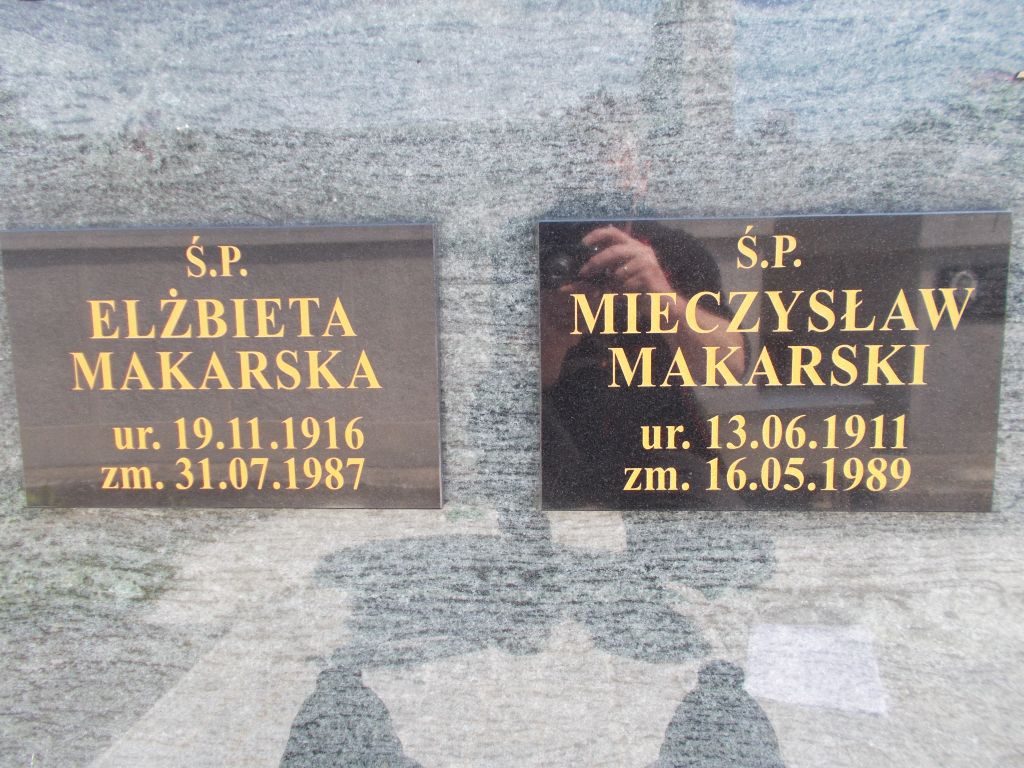 Ś.P.
ELŻBIETA
MAKARSKA
ur. 19.11.1916
zm. 31.07.1987
Ś.P.
MIECZYSŁAW
MAKARSKI
ur. 13.06.1911
zm. 16.05.1989